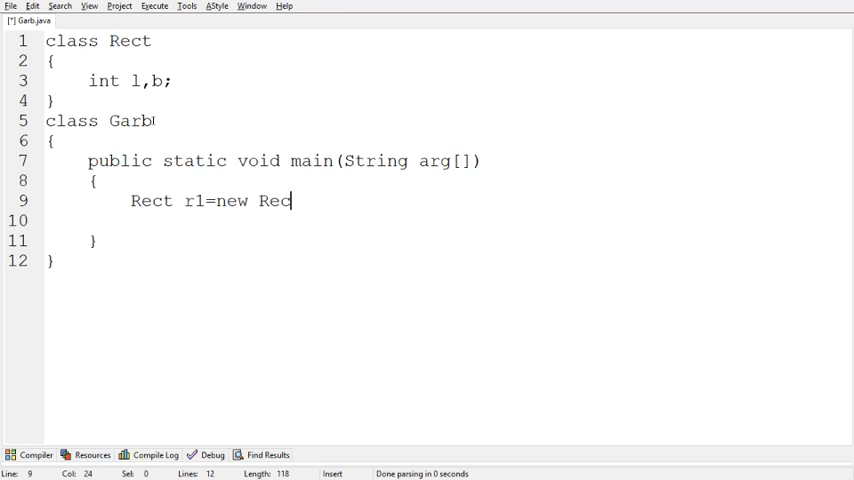 File Edit Search View Project Execute Tools AStyle Window Help
[*] Garb.java
1 class Rect
2 {
3 int l,b;
4 }
5 class Garb
6 {
7 public static void main(String arg[])
8 {
9 Rect r1=new Rec
10
11 }
12 }
Compiler Resources Compile Log Debug Find Results
Line: 9 Col: 24 Sel: 0 Lines: 12 Length: 118 Insert Done parsing in 0 seconds